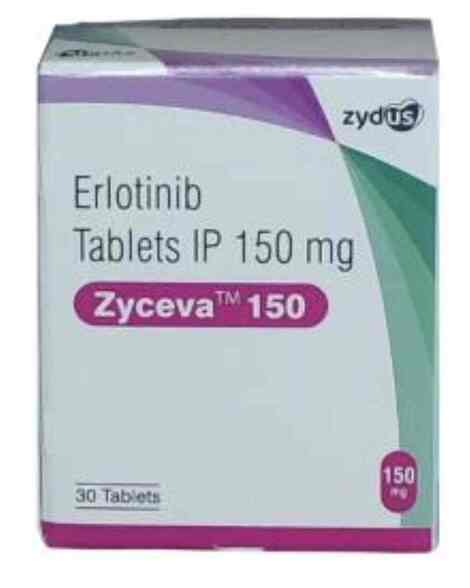 zydus
Erlotinib
Tablets IP 150 mg
Zyceva™ 150
30 Tablets
150
mg